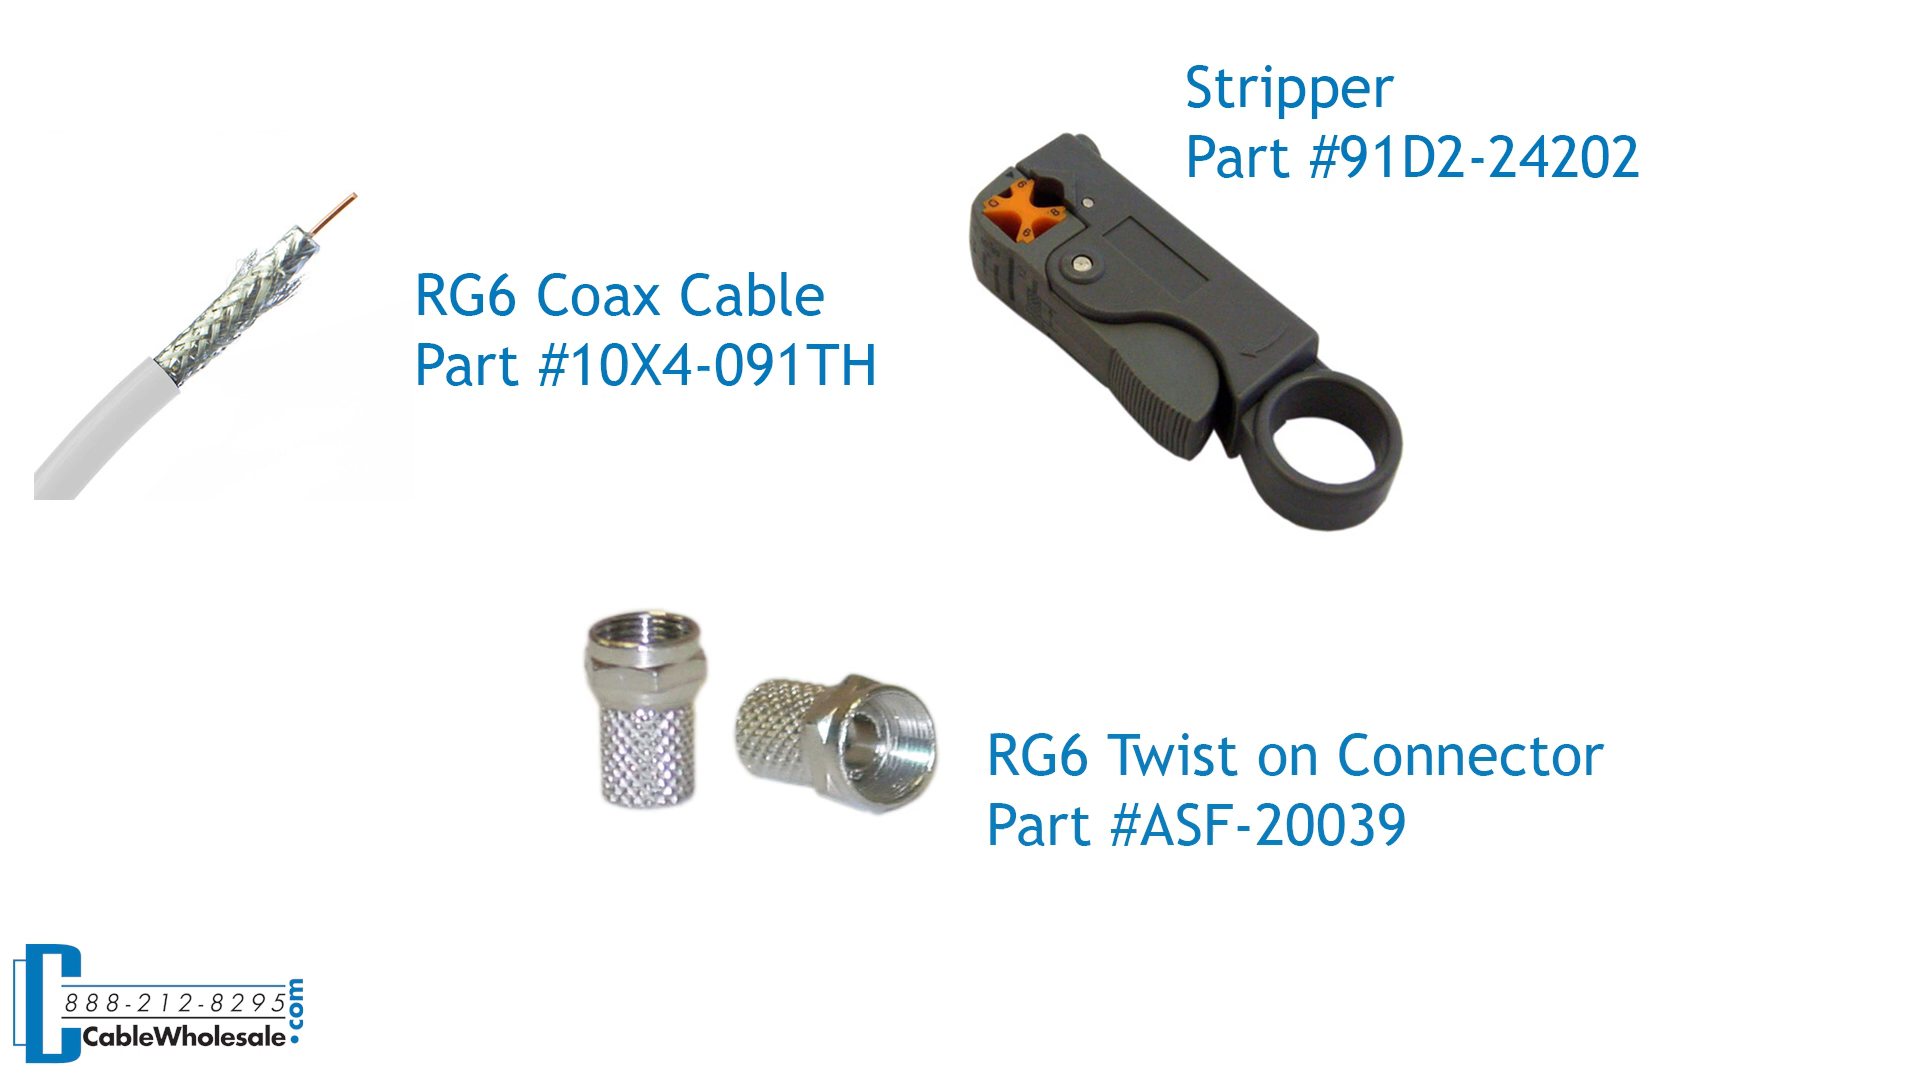 Stripper
Part #91D2-24202
RG6 Coax Cable
Part #10X4-091TH
RG6 Twist on Connector
Part #ASF-20039
888-212-8295
CableWholesale.com